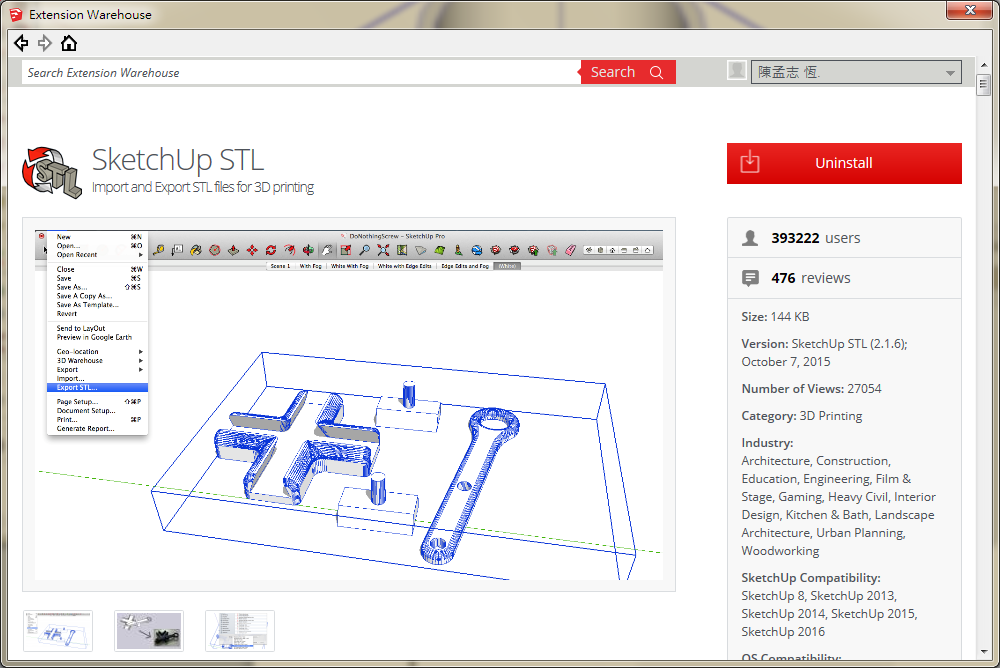 Extension Warehouse
Search Extension Warehouse
Search
陳孟志 恆.
SketchUp STL
Import and Export STL files for 3D printing
Uninstall
STL
DoNothingScrew - SketchUp Pro
New ⌘N
Open... ⌘O
Open Recent
Close ⌘W
Save ⌘S
Save As... ⇧⌘S
Save A Copy As...
Save As Template...
Revert
Send to LayOut
Preview in Google Earth
Geo-location
3D Warehouse
Export
Import...
Export STL...
Page Setup... ⇧⌘P
Document Setup...
Print... ⌘P
Generate Report...
Scene 1
With Fog
White With Fog
White with Edge Edits
Edge Edits and Fog
393222 users
476 reviews
Size: 144 KB
Version: SketchUp STL (2.1.6);
October 7, 2015
Number of Views: 27054
Category: 3D Printing
Industry:
Architecture, Construction,
Education, Engineering, Film &
Stage, Gaming, Heavy Civil, Interior
Design, Kitchen & Bath, Landscape
Architecture, Urban Planning,
Woodworking
SketchUp Compatibility:
SketchUp 8, SketchUp 2013,
SketchUp 2014, SketchUp 2015,
SketchUp 2016
OS Compatibility: